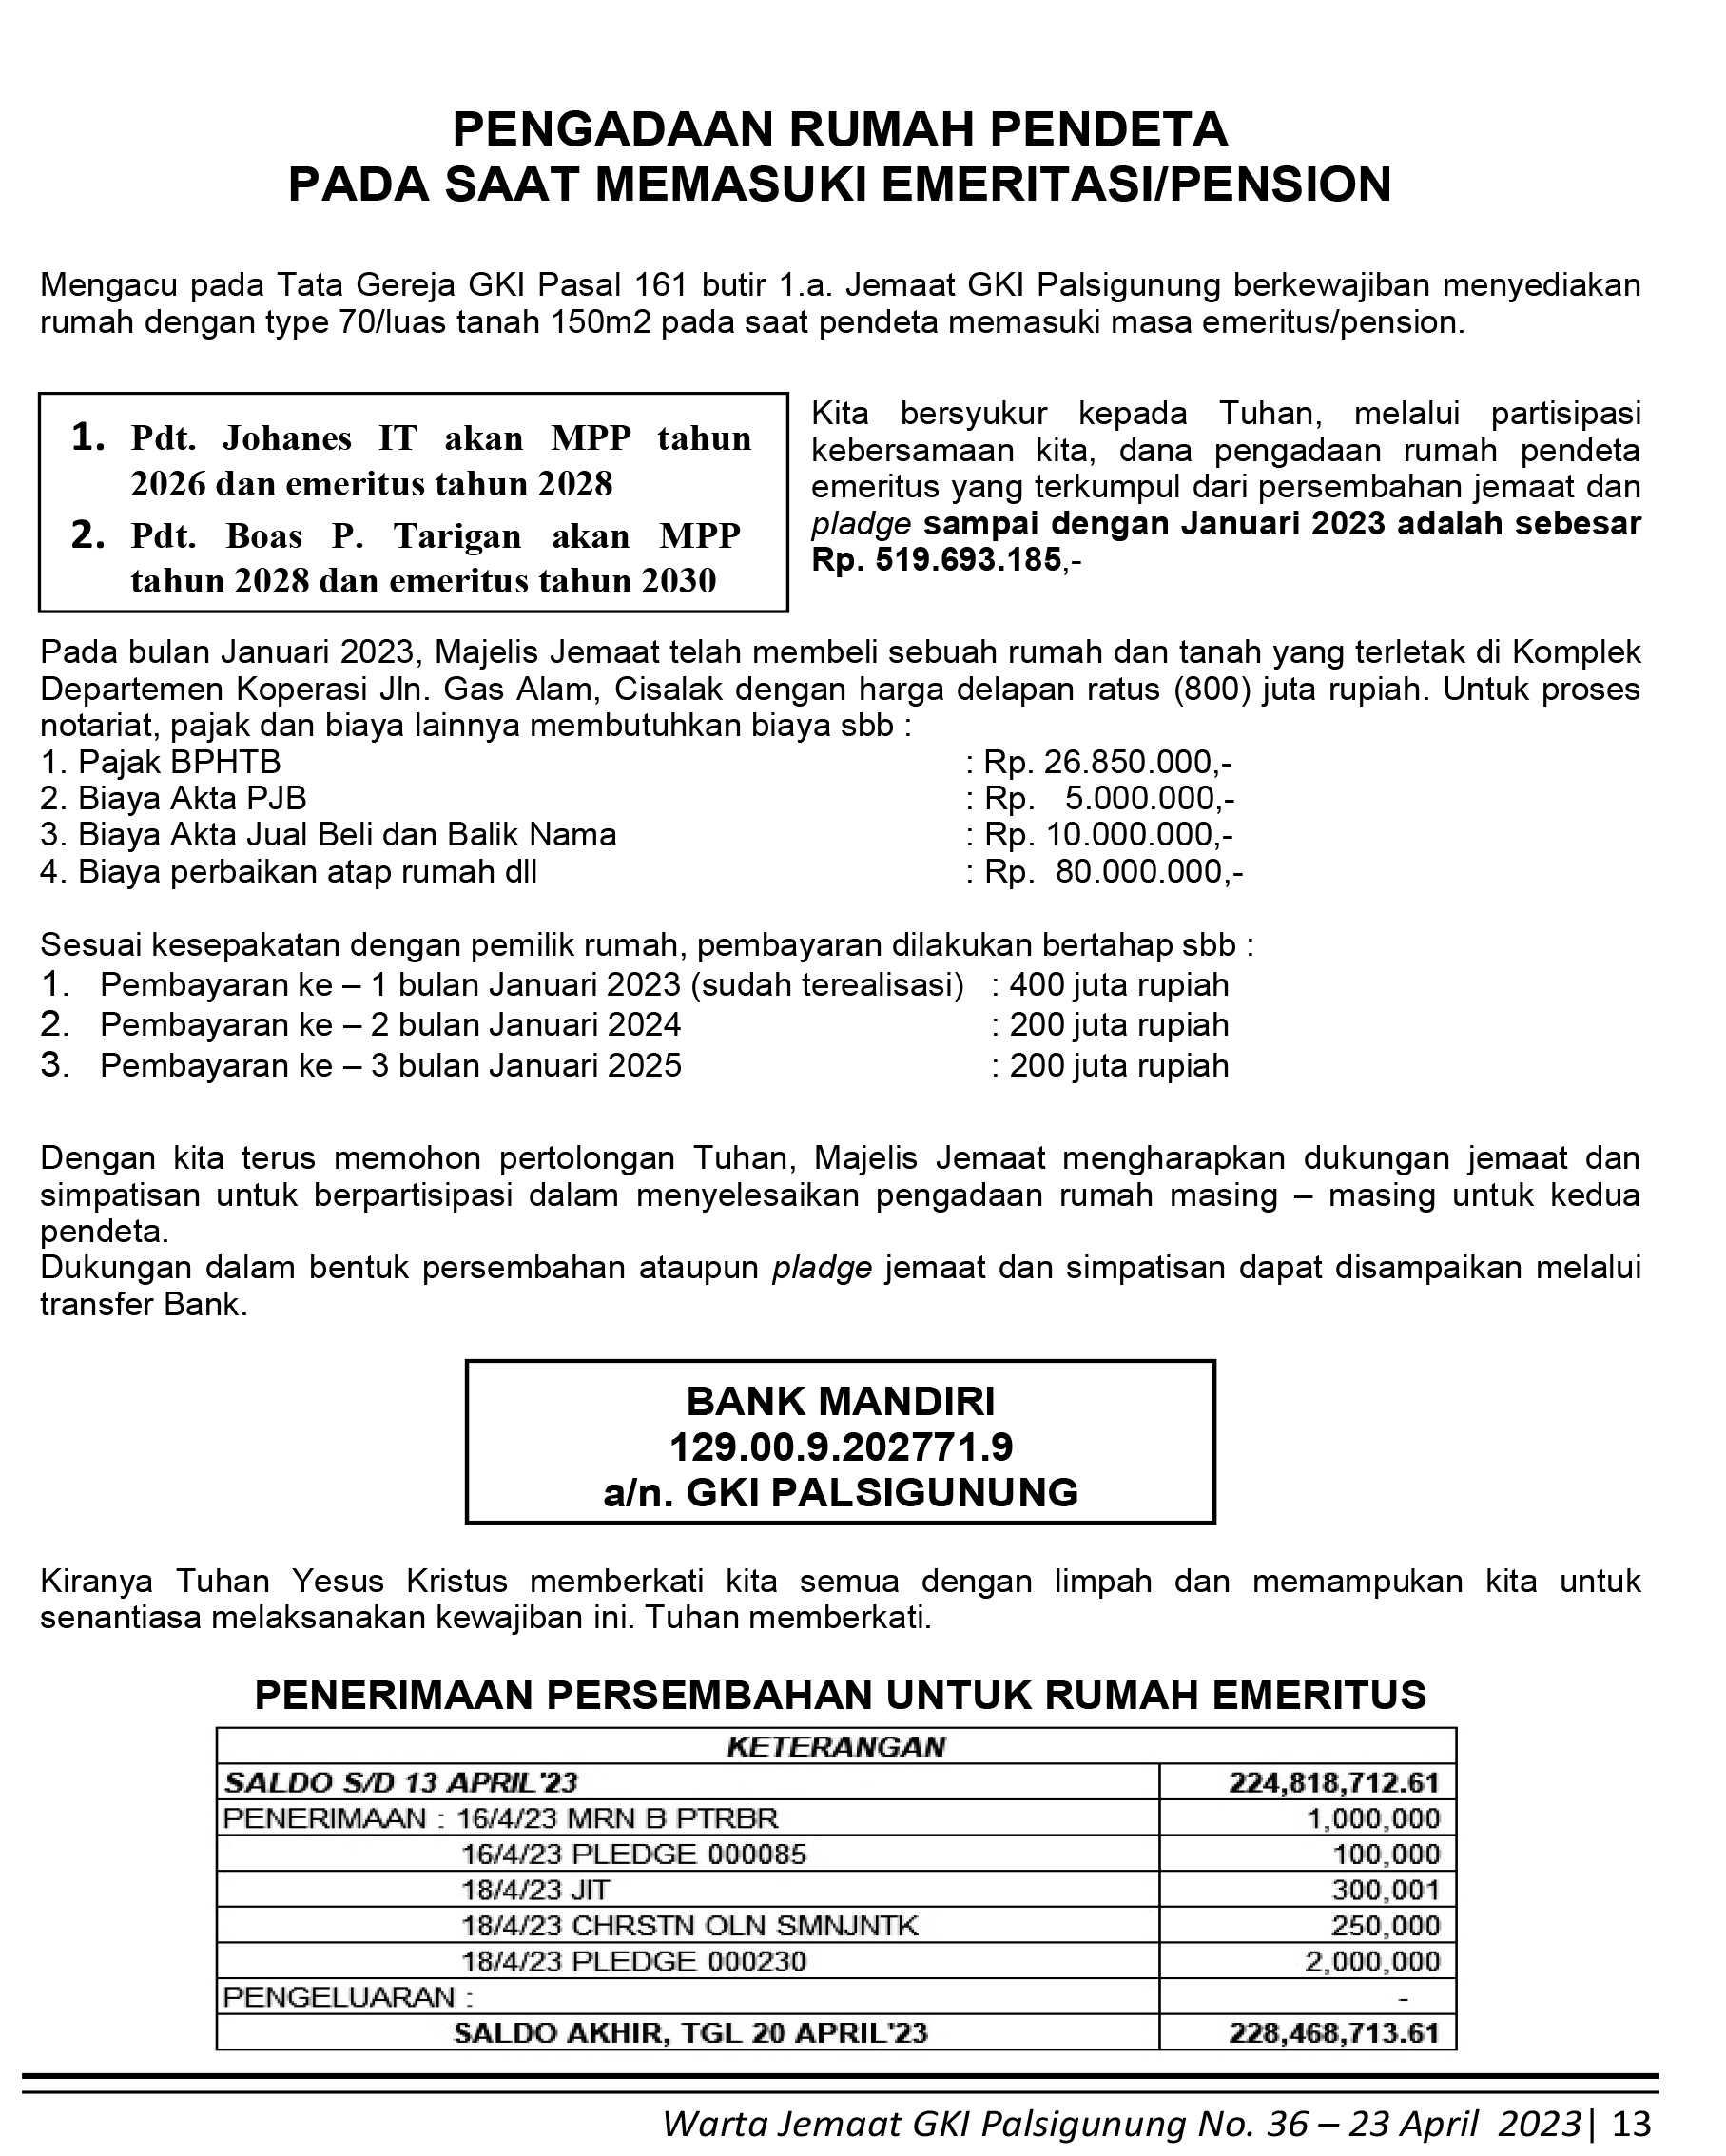 PENGADAAN RUMAH PENDETA
PADA SAAT MEMASUKI EMERITASI/PENSION
Mengacu pada Tata Gereja GKI Pasal 161 butir 1.a. Jemaat GKI Palsigunung berkewajiban menyediakan
rumah dengan type 70/luas tanah 150m2 pada saat pendeta memasuki masa emeritus/pension.
1. Pdt. Johanes IT akan MPP tahun
2026 dan emeritus tahun 2028
2. Pdt. Boas P. Tarigan akan MPP
tahun 2028 dan emeritus tahun 2030
Kita bersyukur kepada Tuhan, melalui partisipasi
kebersamaan kita, dana pengadaan rumah pendeta
emeritus yang terkumpul dari persembahan jemaat dan
pladge sampai dengan Januari 2023 adalah sebesar
Rp. 519.693.185,-
Pada bulan Januari 2023, Majelis Jemaat telah membeli sebuah rumah dan tanah yang terletak di Komplek
Departemen Koperasi Jln. Gas Alam, Cisalak dengan harga delapan ratus (800) juta rupiah. Untuk proses
notariat, pajak dan biaya lainnya membutuhkan biaya sbb :
1. Pajak BPHTB : Rp. 26.850.000,-
2. Biaya Akta PJB : Rp. 5.000.000,-
3. Biaya Akta Jual Beli dan Balik Nama : Rp. 10.000.000,-
4. Biaya perbaikan atap rumah dll : Rp. 80.000.000,-
Sesuai kesepakatan dengan pemilik rumah, pembayaran dilakukan bertahap sbb :
1. Pembayaran ke – 1 bulan Januari 2023 (sudah terealisasi) : 400 juta rupiah
2. Pembayaran ke – 2 bulan Januari 2024 : 200 juta rupiah
3. Pembayaran ke – 3 bulan Januari 2025 : 200 juta rupiah
Dengan kita terus memohon pertolongan Tuhan, Majelis Jemaat mengharapkan dukungan jemaat dan
simpatisan untuk berpartisipasi dalam menyelesaikan pengadaan rumah masing – masing untuk kedua
pendeta.
Dukungan dalam bentuk persembahan ataupun pladge jemaat dan simpatisan dapat disampaikan melalui
transfer Bank.
BANK MANDIRI
129.00.9.202771.9
a/n. GKI PALSIGUNUNG
Kiranya Tuhan Yesus Kristus memberkati kita semua dengan limpah dan memampukan kita untuk
senantiasa melaksanakan kewajiban ini. Tuhan memberkati.
PENERIMAAN PERSEMBAHAN UNTUK RUMAH EMERITUS
KETERANGAN
SALDO S/D 13 APRIL'23 224,818,712.61
PENERIMAAN : 16/4/23 MRN B PTRBR 1,000,000
16/4/23 PLEDGE 000085 100,000
18/4/23 JIT 300,001
18/4/23 CHRSTN OLN SMNJNTK 250,000
18/4/23 PLEDGE 000230 2,000,000
PENGELUARAN : -
SALDO AKHIR, TGL 20 APRIL'23 228,468,713.61
Warta Jemaat GKI Palsigunung No. 36 – 23 April 2023| 13